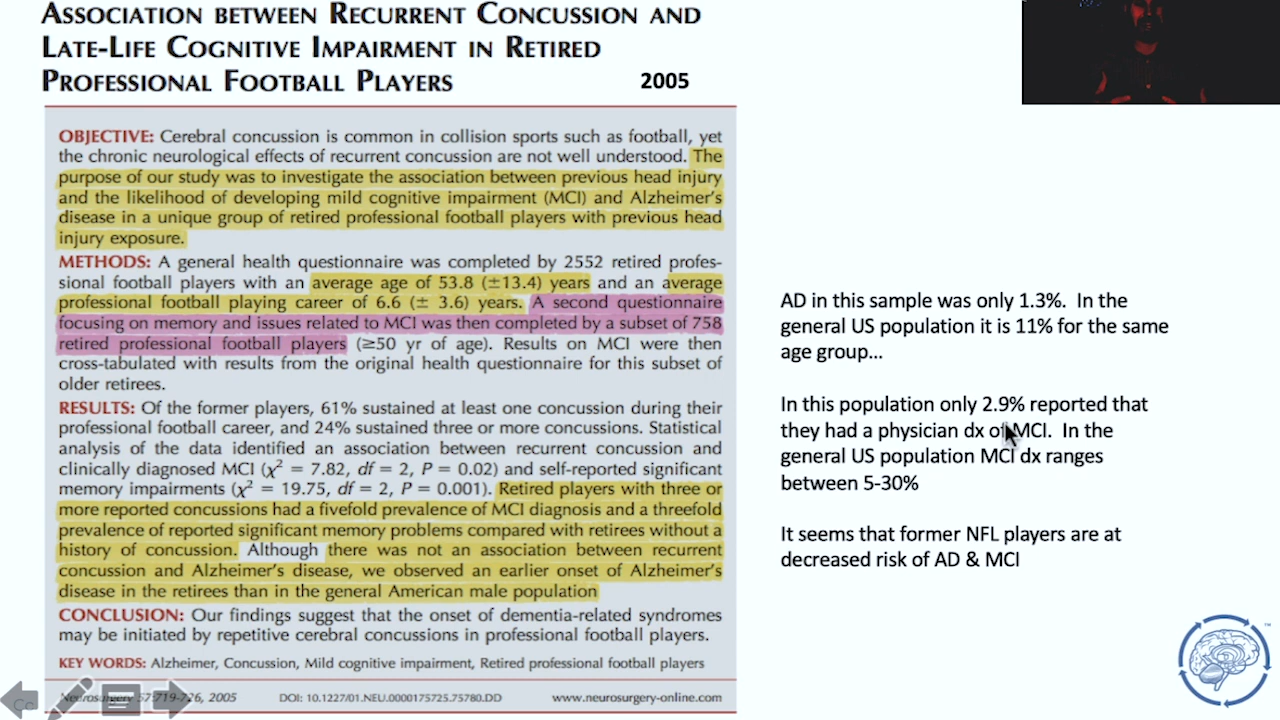 ASSOCIATION BETWEEN RECURRENT CONCUSSION AND
LATE-LIFE COGNITIVE IMPAIRMENT IN RETIRED
PROFESSIONAL FOOTBALL PLAYERS 2005
OBJECTIVE: Cerebral concussion is common in collision sports such as football, yet
the chronic neurological effects of recurrent concussion are not well understood. The
purpose of our study was to investigate the association between previous head injury
and the likelihood of developing mild cognitive impairment (MCI) and Alzheimer's
disease in a unique group of retired professional football players with previous head
injury exposure.
METHODS: A general health questionnaire was completed by 2552 retired profes-
sional football players with an average age of 53.8 (±13.4) years and an average
professional football playing career of 6.6 (± 3.6) years. A second questionnaire
focusing on memory and issues related to MCI was then completed by a subset of 758
retired professional football players (≥50 yr of age). Results on MCI were then
cross-tabulated with results from the original health questionnaire for this subset of
older retirees.
RESULTS: Of the former players, 61% sustained at least one concussion during their
professional football career, and 24% sustained three or more concussions. Statistical
analysis of the data identified an association between recurrent concussion and
clinically diagnosed MCI (χ² = 7.82, df = 2, P = 0.02) and self-reported significant
memory impairments (χ² = 19.75, df = 2, P = 0.001). Retired players with three or
more reported concussions had a fivefold prevalence of MCI diagnosis and a threefold
prevalence of reported significant memory problems compared with retirees without a
history of concussion. Although there was not an association between recurrent
concussion and Alzheimer's disease, we observed an earlier onset of Alzheimer's
disease in the retirees than in the general American male population
CONCLUSION: Our findings suggest that the onset of dementia-related syndromes
may be initiated by repetitive cerebral concussions in professional football players.
KEY WORDS: Alzheimer, Concussion, Mild cognitive impairment, Retired professional football players
Neurosurgery 57:719-726, 2005 DOI: 10.1227/01.NEU.0000175725.75780.DD www.neurosurgery-online.com
AD in this sample was only 1.3%. In the
general US population it is 11% for the same
age group...
In this population only 2.9% reported that
they had a physician dx of MCI. In the
general US population MCI dx ranges
between 5-30%
It seems that former NFL players are at
decreased risk of AD & MCI
TM